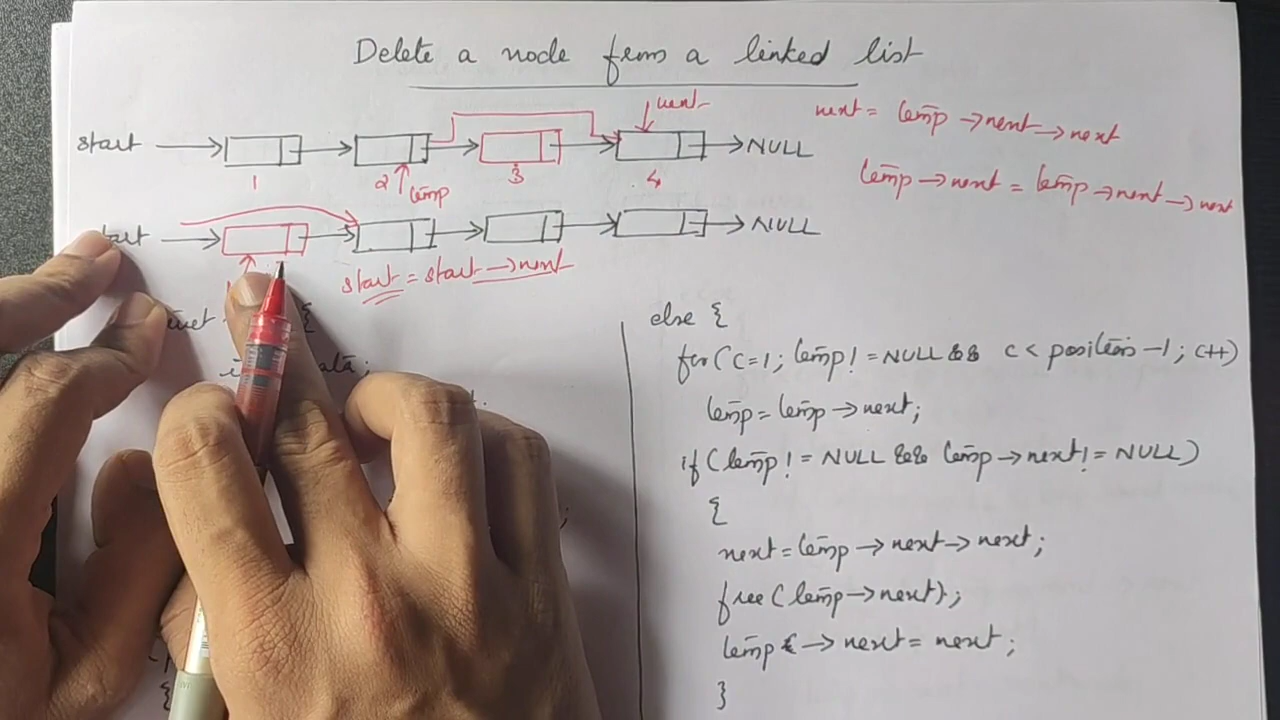 Delete a node from a linked list
next
next = temp → next → next
start → → → → NULL
1 2 3 4
temp
temp → next = temp → next → next
→ → → → NULL
start = start → next
{
else {
for(c=1; temp! = NULL && c < position -1; c++)
temp = temp → next;
if(temp! = NULL && temp → next! = NULL)
{
next = temp → next → next;
free(temp → next);
temp → next = next;
}
{